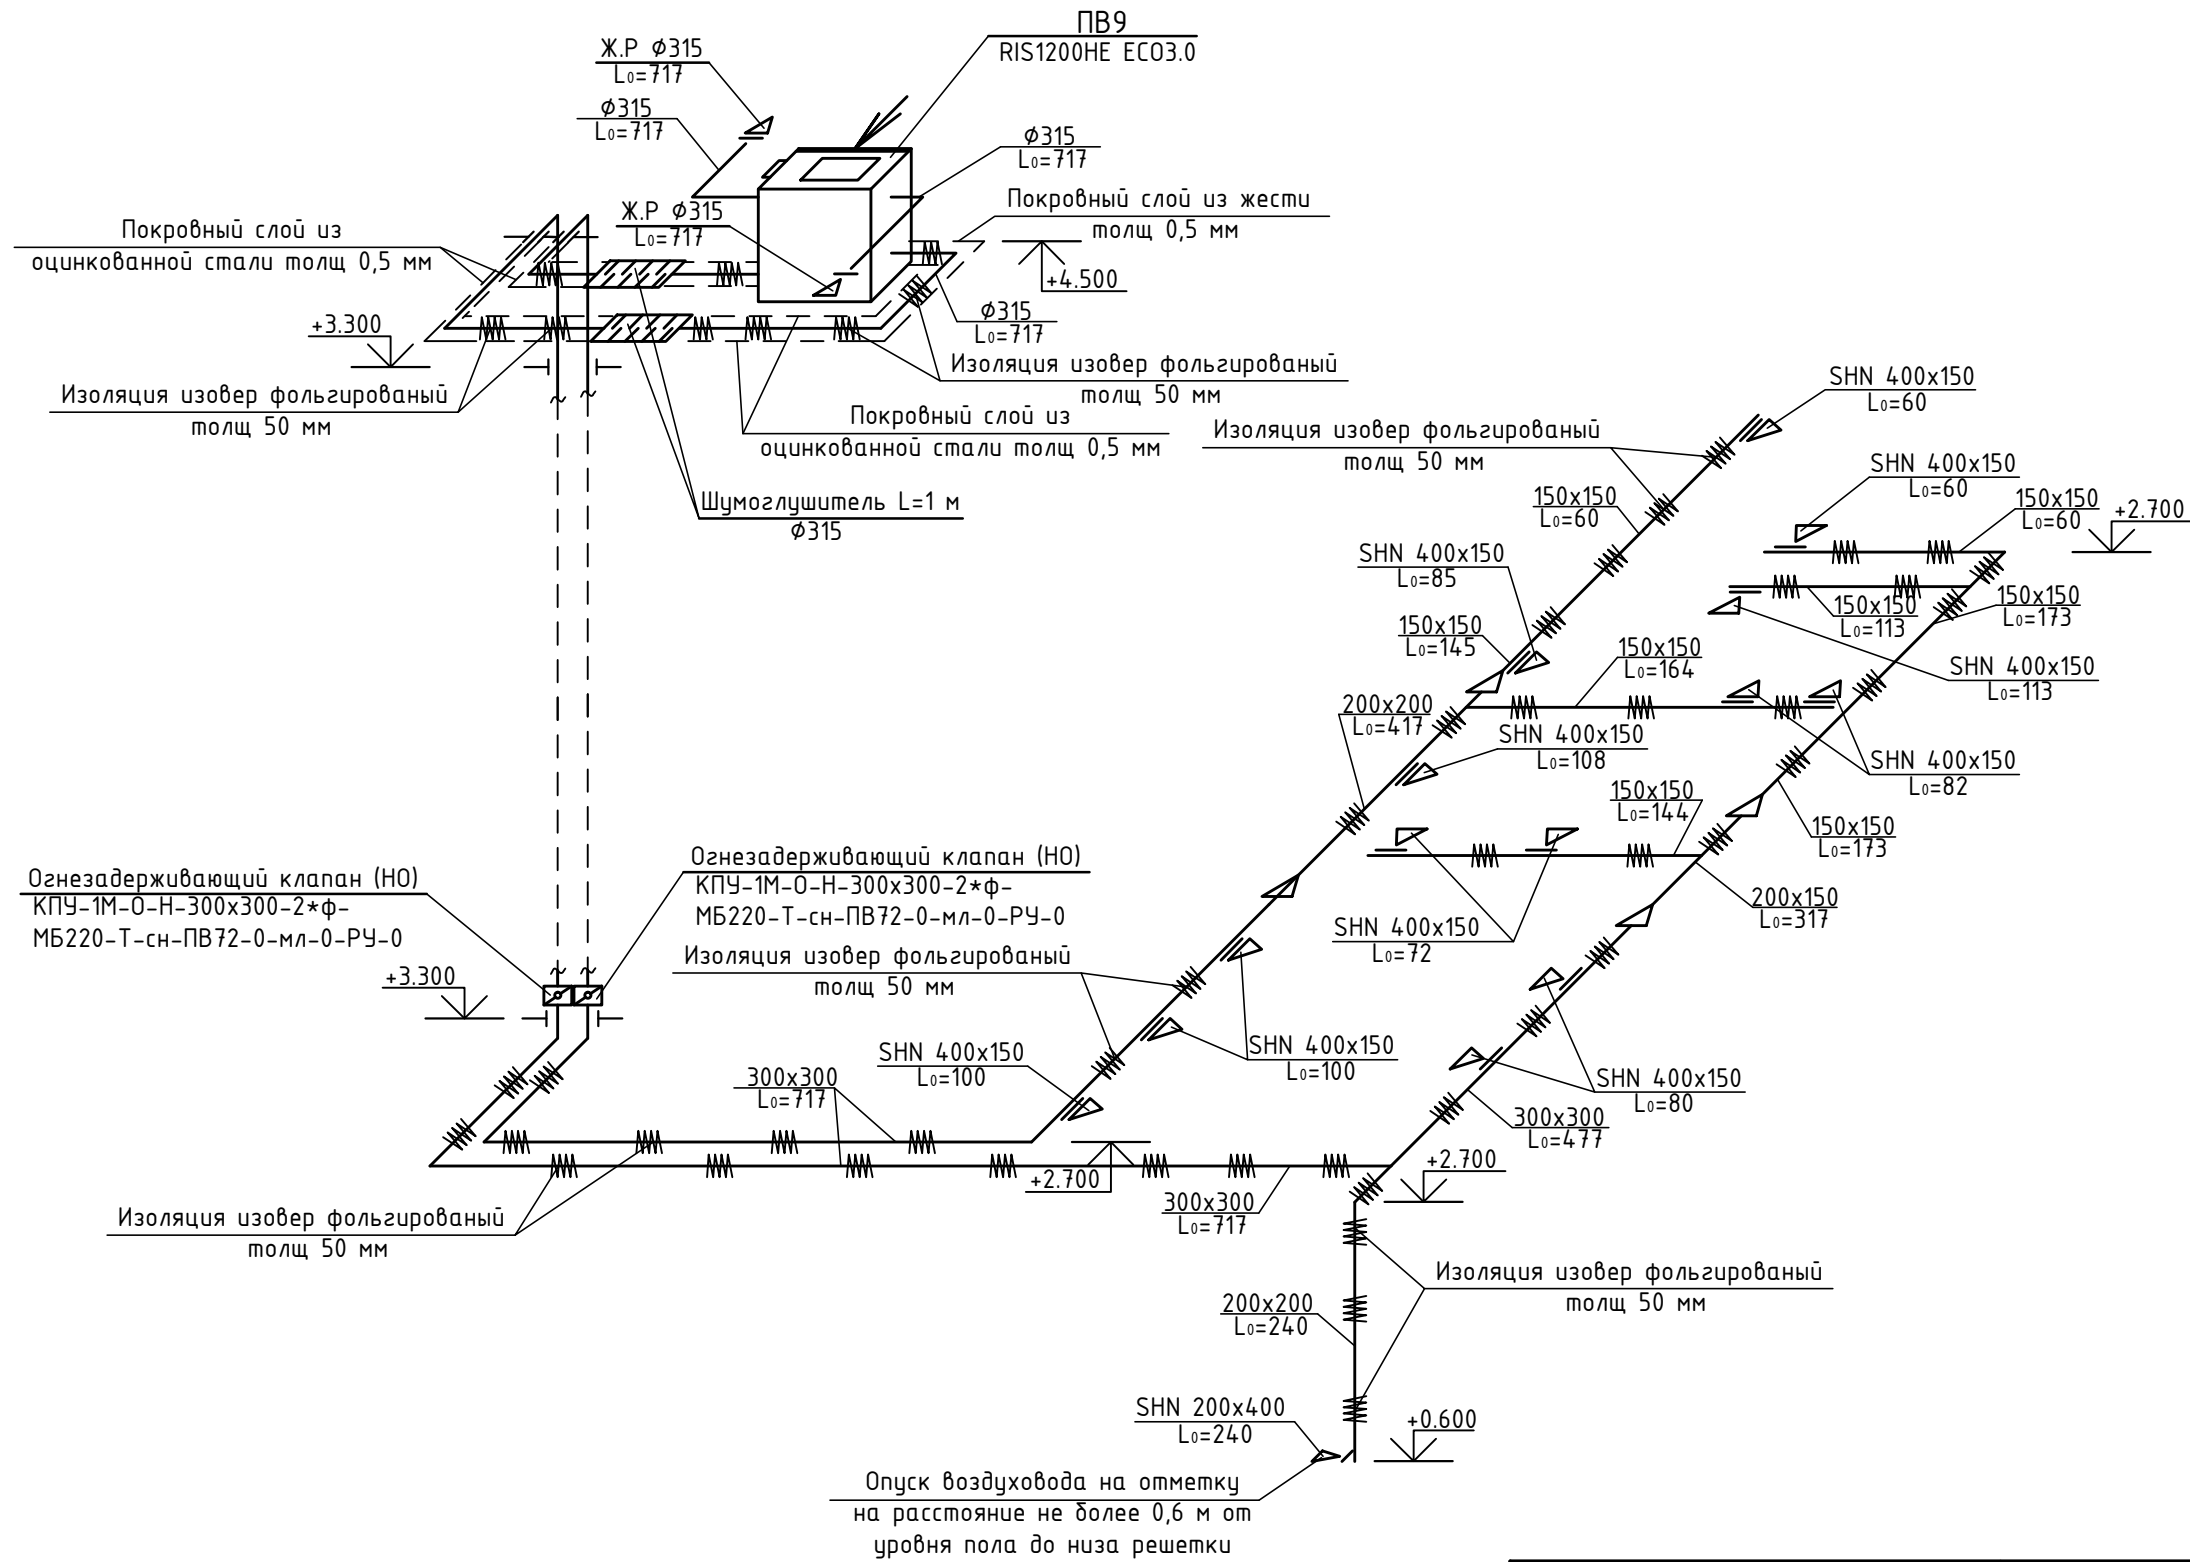 ПВ9
RIS1200HE ECO3.0
Ж.Р ϕ315
L₀=717
ϕ315
L₀=717
ϕ315
L₀=717
Ж.Р ϕ315
L₀=717
Покровный слой из жести
толщ 0,5 мм
Покровный слой из
оцинкованной стали толщ 0,5 мм
+4.500
ϕ315
L₀=717
+3.300
Изоляция изовер фольгированый
толщ 50 мм
Изоляция изовер фольгированый
толщ 50 мм
Покровный слой из
оцинкованной стали толщ 0,5 мм
Шумоглушитель L=1 м
ϕ315
SHN 400x150
L₀=60
Изоляция изовер фольгированый
толщ 50 мм
SHN 400x150
L₀=60
150x150
L₀=60
150x150
L₀=60
+2.700
SHN 400x150
L₀=85
150x150
L₀=113
150x150
L₀=173
150x150
L₀=145
150x150
L₀=164
SHN 400x150
L₀=113
200x200
L₀=417
SHN 400x150
L₀=108
SHN 400x150
L₀=82
150x150
L₀=144
150x150
L₀=173
Огнезадерживающий клапан (НО)
КПУ-1М-О-Н-300х300-2*ф-
МБ220-Т-сн-ПВ72-0-мл-0-РУ-0
Огнезадерживающий клапан (НО)
КПУ-1М-О-Н-300х300-2*ф-
МБ220-Т-сн-ПВ72-0-мл-0-РУ-0
200x150
L₀=317
SHN 400x150
L₀=72
Изоляция изовер фольгированый
толщ 50 мм
+3.300
SHN 400x150
L₀=100
SHN 400x150
L₀=100
300x300
L₀=717
SHN 400x150
L₀=80
300x300
L₀=477
+2.700
+2.700
300x300
L₀=717
Изоляция изовер фольгированый
толщ 50 мм
Изоляция изовер фольгированый
толщ 50 мм
200x200
L₀=240
SHN 200x400
L₀=240
+0.600
Опуск воздуховода на отметку
на расстояние не более 0,6 м от
уровня пола до низа решетки